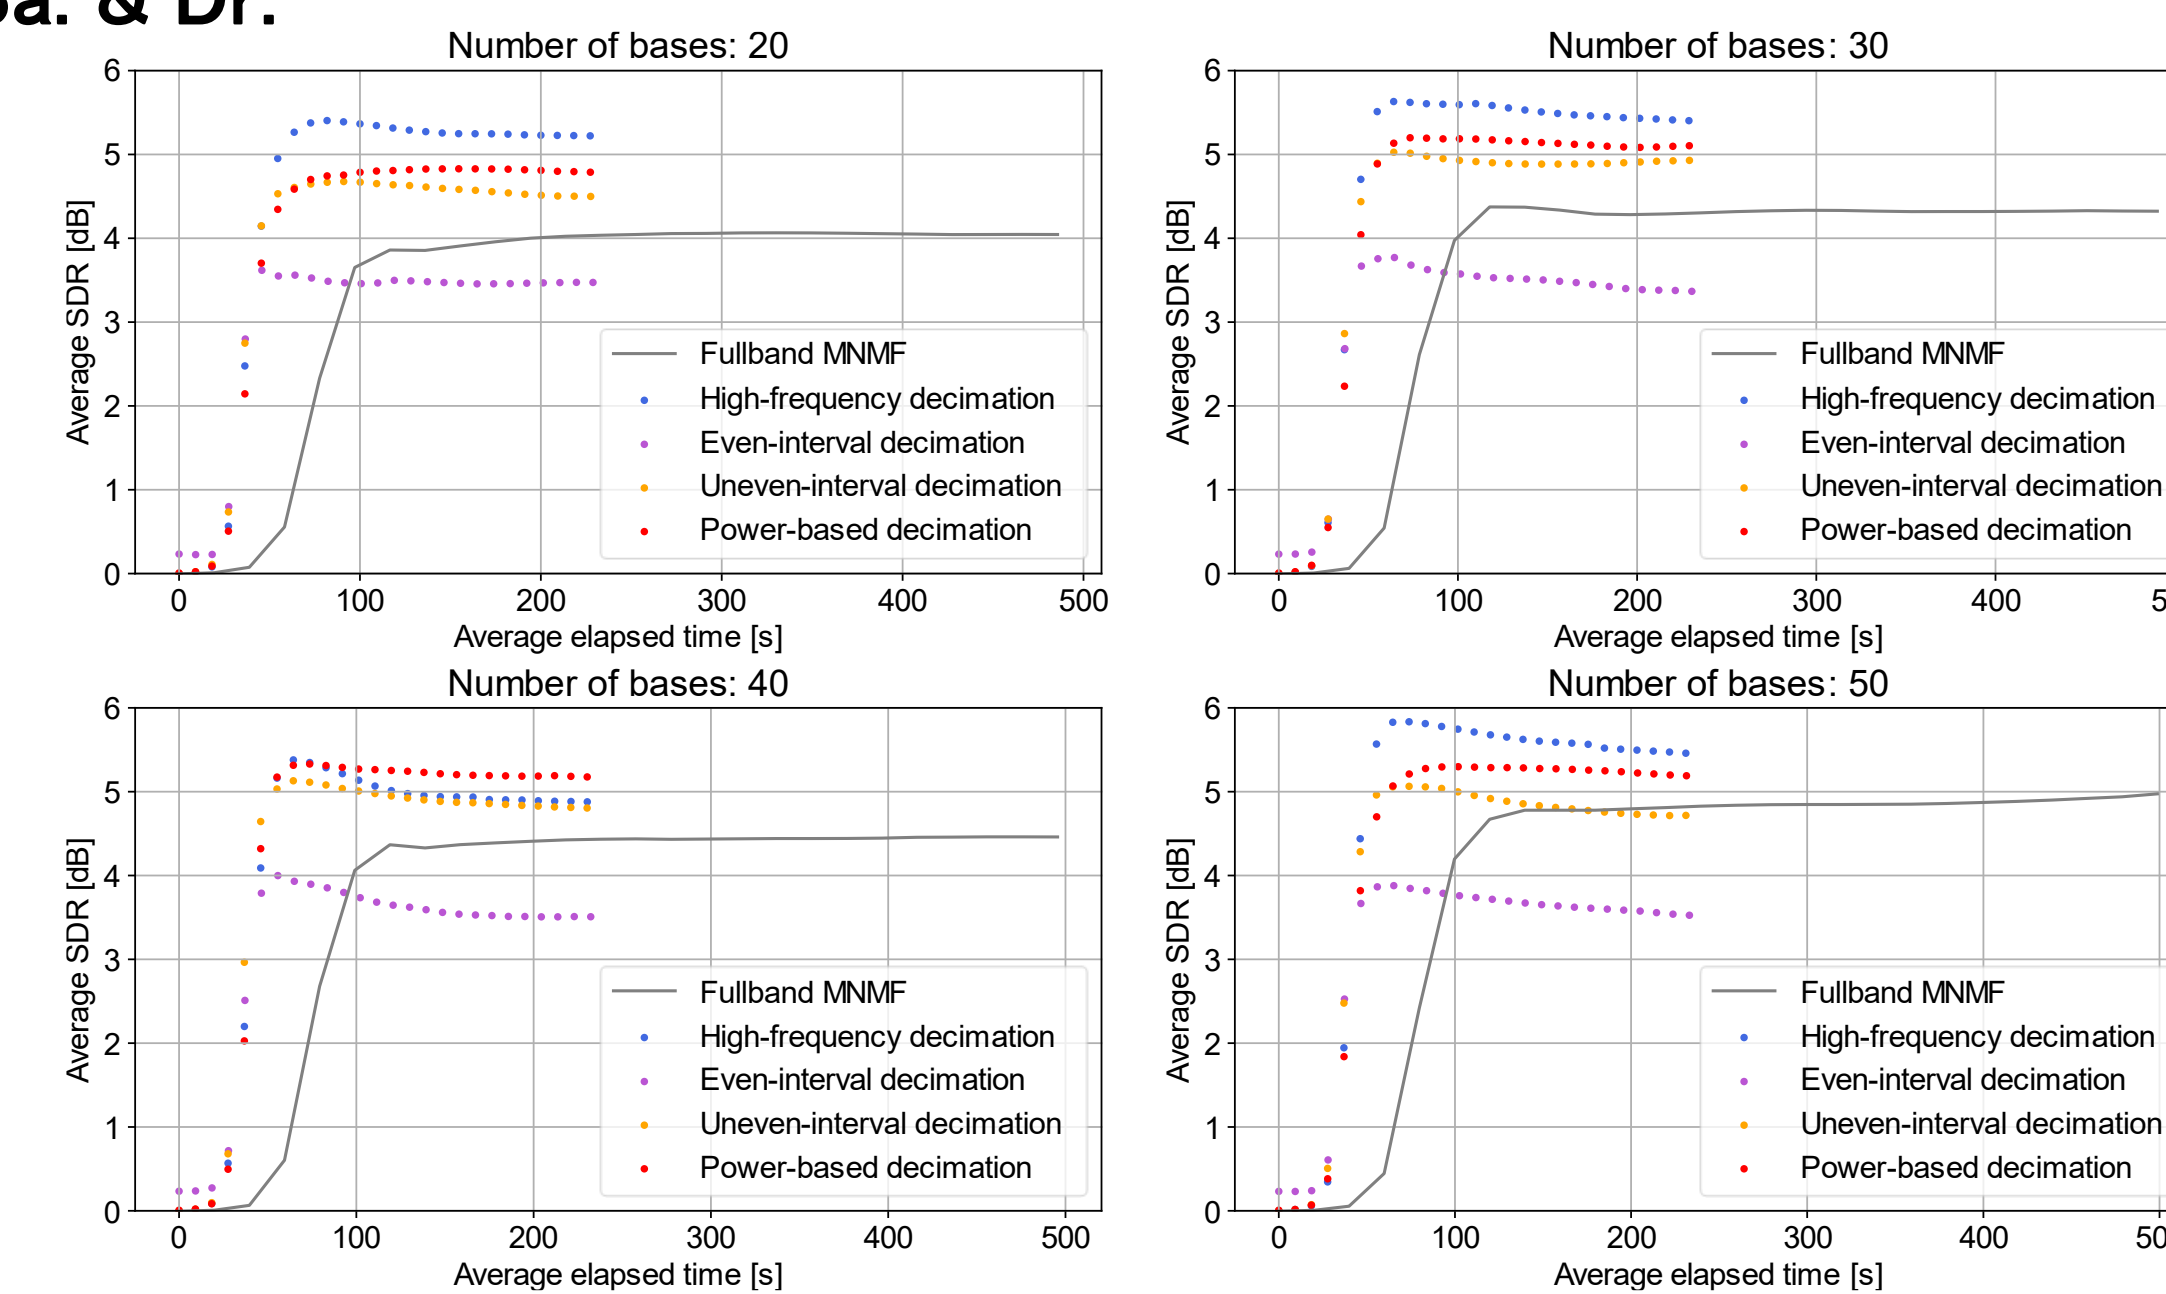 Ba. & Dr.
Number of bases: 20
6
5
4
3
2
1
0
Average SDR [dB]
Fullband MNMF
High-frequency decimation
Even-interval decimation
Uneven-interval decimation
Power-based decimation
0 100 200 300 400 500
Average elapsed time [s]
Number of bases: 30
6
5
4
3
2
1
0
Average SDR [dB]
Fullband MNMF
High-frequency decimation
Even-interval decimation
Uneven-interval decimation
Power-based decimation
0 100 200 300 400 5
Average elapsed time [s]
Number of bases: 40
6
5
4
3
2
1
0
Average SDR [dB]
Fullband MNMF
High-frequency decimation
Even-interval decimation
Uneven-interval decimation
Power-based decimation
0 100 200 300 400 500
Average elapsed time [s]
Number of bases: 50
6
5
4
3
2
1
0
Average SDR [dB]
Fullband MNMF
High-frequency decimation
Even-interval decimation
Uneven-interval decimation
Power-based decimation
0 100 200 300 400 50
Average elapsed time [s]